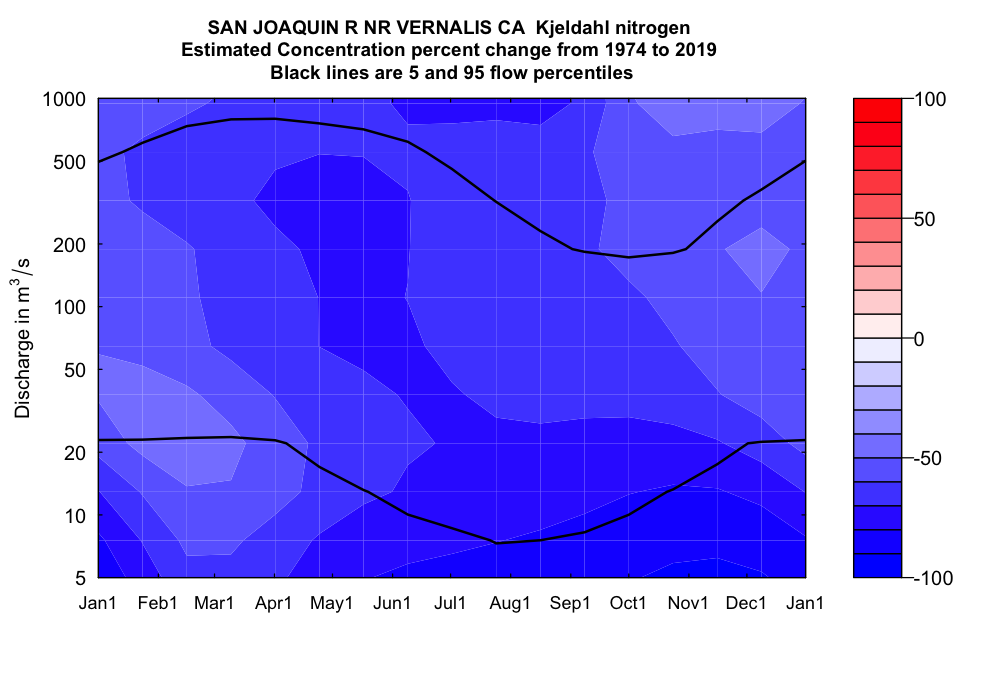 SAN JOAQUIN R NR VERNALIS CA  Kjeldahl nitrogen
Estimated Concentration percent change from 1974 to 2019
Black lines are 5 and 95 flow percentiles
Discharge in m³/s
1000
500
200
100
50
20
10
5
Jan1 Feb1 Mar1 Apr1 May1 Jun1 Jul1 Aug1 Sep1 Oct1 Nov1 Dec1 Jan1
100
50
0
-50
-100